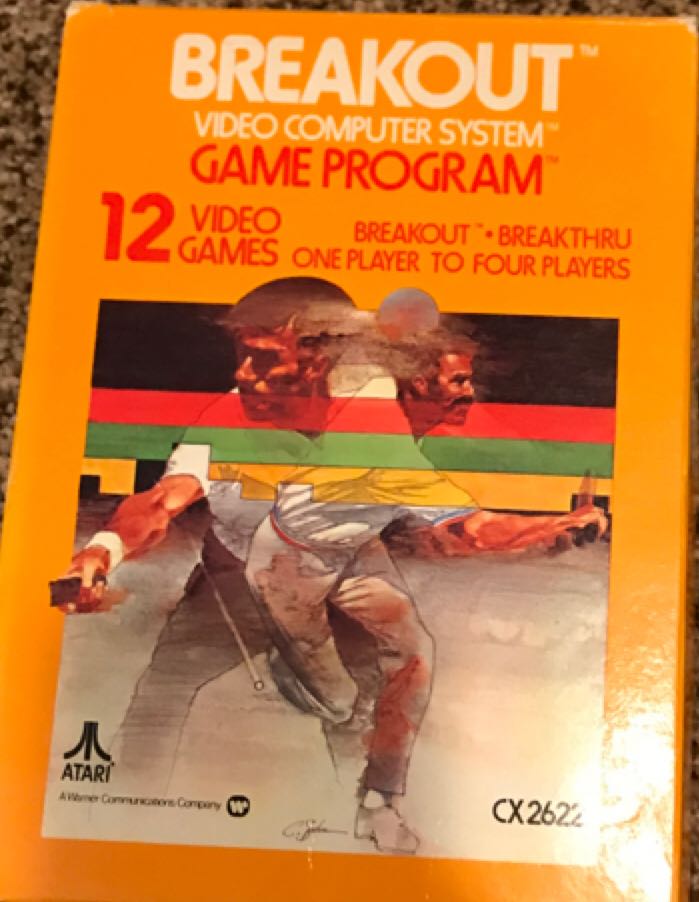 BREAKOUT™
VIDEO COMPUTER SYSTEM™
GAME PROGRAM™
12 VIDEO GAMES
BREAKOUT™ • BREAKTHRU
ONE PLAYER TO FOUR PLAYERS
ATARI®
A Warner Communications Company
CX2622